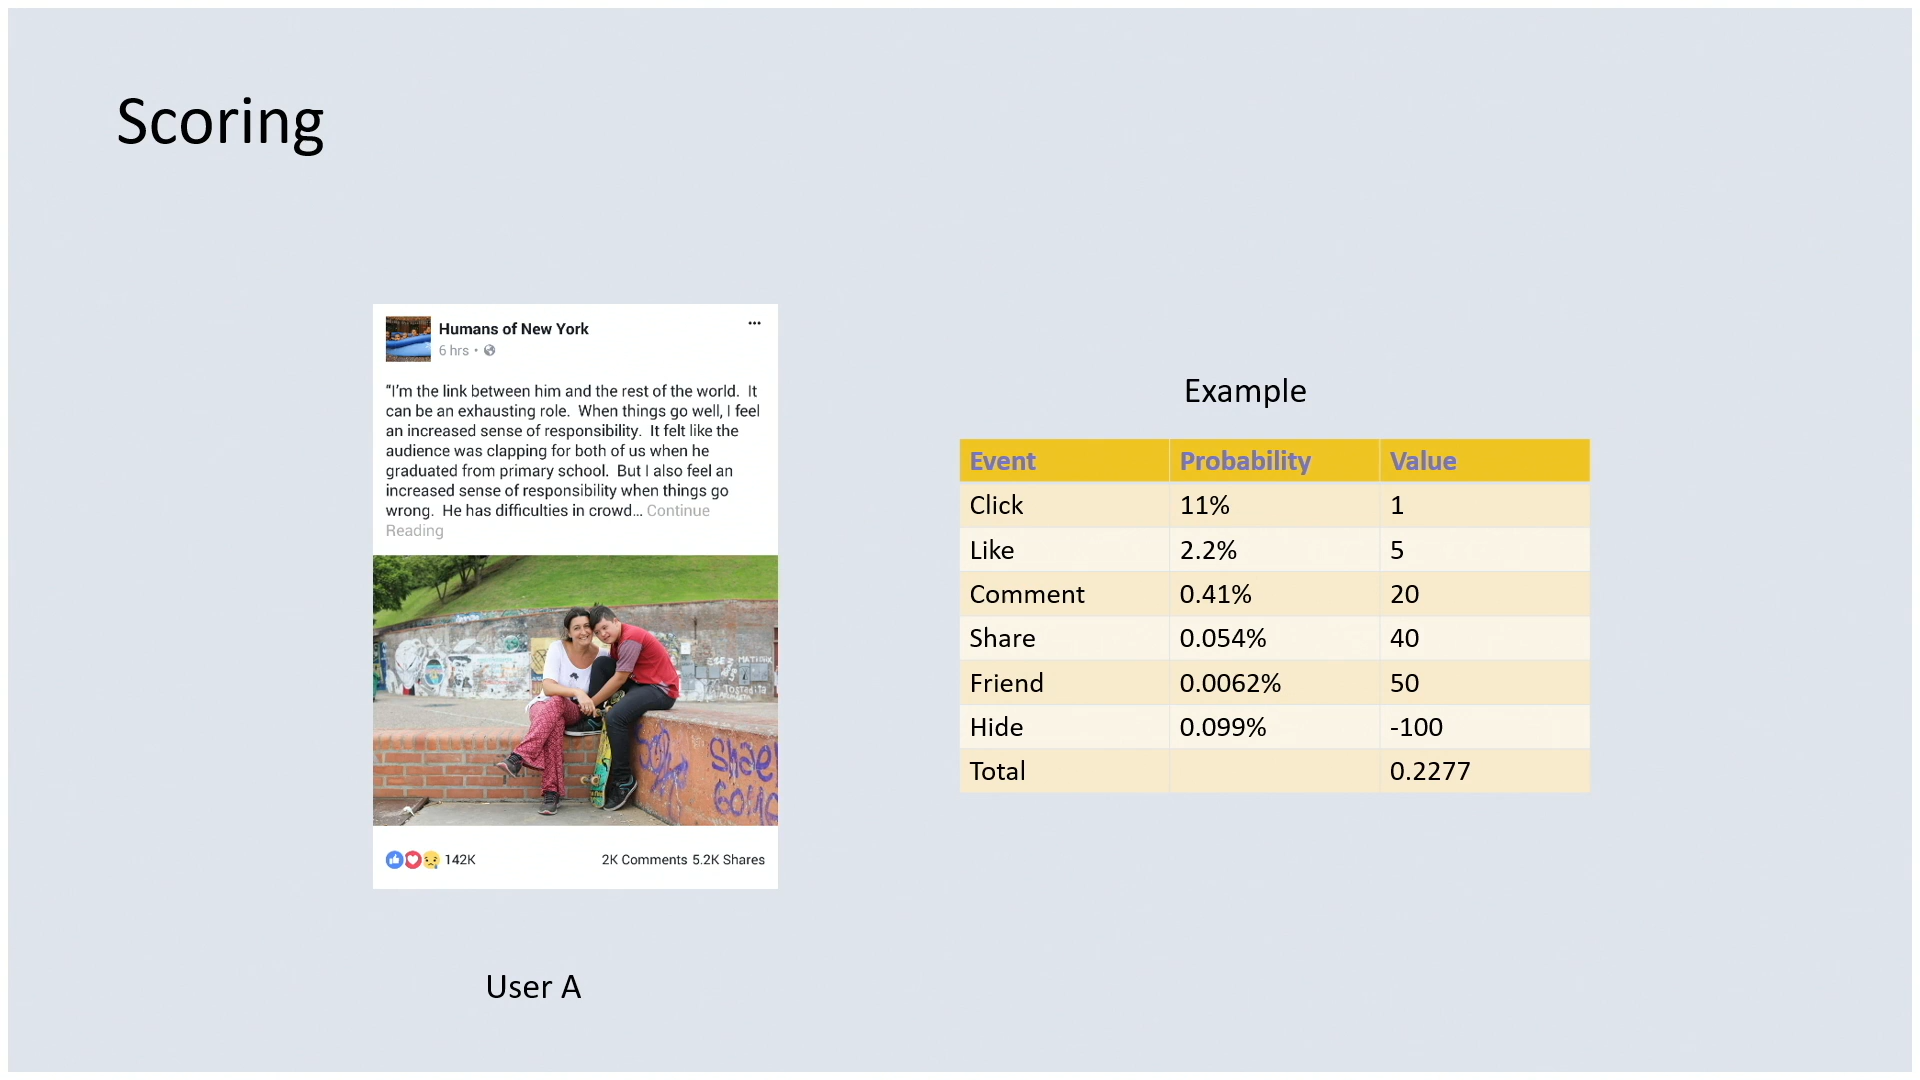 Scoring
Humans of New York
6 hrs •
"I'm the link between him and the rest of the world. It
can be an exhausting role. When things go well, I feel
an increased sense of responsibility. It felt like the
audience was clapping for both of us when he
graduated from primary school. But I also feel an
increased sense of responsibility when things go
wrong. He has difficulties in crowd... Continue
Reading
142K 2K Comments 5.2K Shares
User A
Example
Event Probability Value
Click 11% 1
Like 2.2% 5
Comment 0.41% 20
Share 0.054% 40
Friend 0.0062% 50
Hide 0.099% -100
Total 0.2277